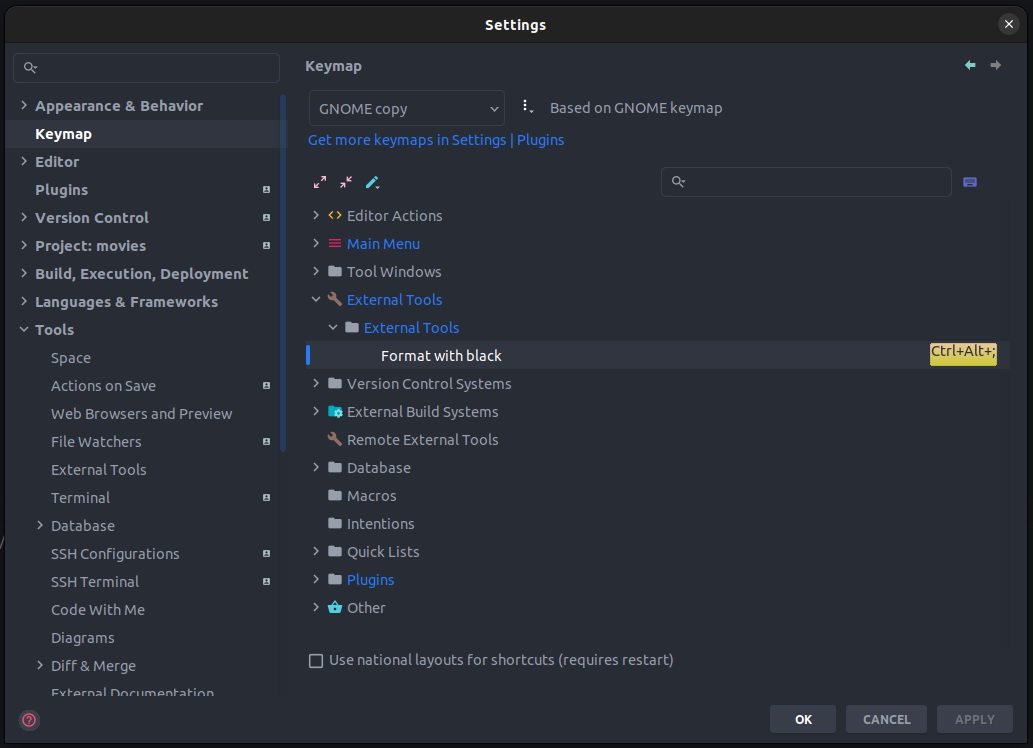 Settings
Appearance & Behavior
Keymap
Editor
Plugins
Version Control
Project: movies
Build, Execution, Deployment
Languages & Frameworks
Tools
Space
Actions on Save
Web Browsers and Preview
File Watchers
External Tools
Terminal
Database
SSH Configurations
SSH Terminal
Code With Me
Diagrams
Diff & Merge
External Documentation
Keymap
GNOME copy
Based on GNOME keymap
Get more keymaps in Settings | Plugins
Editor Actions
Main Menu
Tool Windows
External Tools
External Tools
Format with black Ctrl+Alt+;
Version Control Systems
External Build Systems
Remote External Tools
Database
Macros
Intentions
Quick Lists
Plugins
Other
Use national layouts for shortcuts (requires restart)
? OK CANCEL APPLY